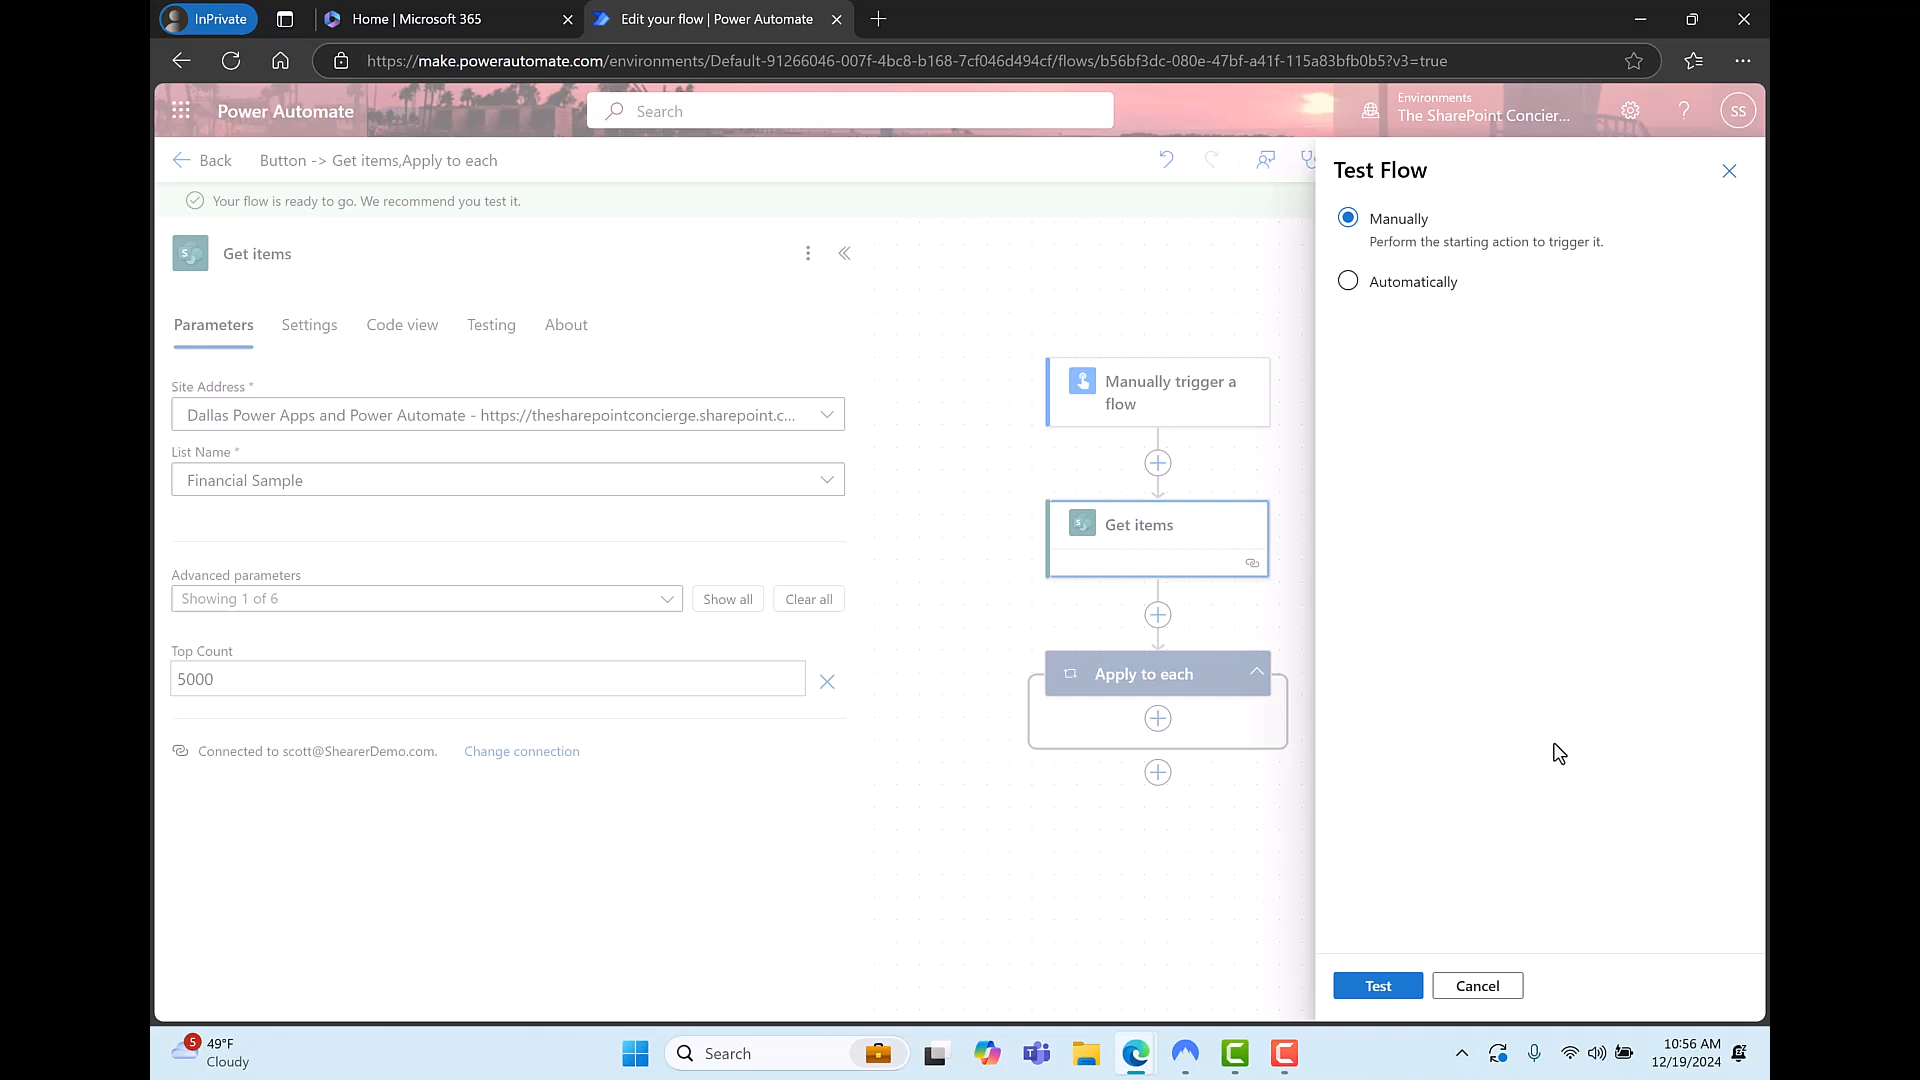 InPrivate
Home | Microsoft 365
Edit your flow | Power Automate
https://make.powerautomate.com/environments/Default-91266046-007f-4bc8-b168-7cf046d494cf/flows/b56bf3dc-080e-47bf-a41f-115a83bfb0b5?v3=true
Power Automate
Search
Environments
The SharePoint Concier...
SS
Back
Button -> Get items,Apply to each
Your flow is ready to go. We recommend you test it.
Get items
Parameters
Settings
Code view
Testing
About
Site Address *
Dallas Power Apps and Power Automate - https://thesharepointconcierge.sharepoint.c...
List Name *
Financial Sample
Advanced parameters
Showing 1 of 6
Show all
Clear all
Top Count
5000
Connected to scott@ShearerDemo.com.
Change connection
Manually trigger a
flow
Get items
Apply to each
Test Flow
Manually
Perform the starting action to trigger it.
Automatically
Test
Cancel
5
49°F
Cloudy
Search
10:56 AM
12/19/2024